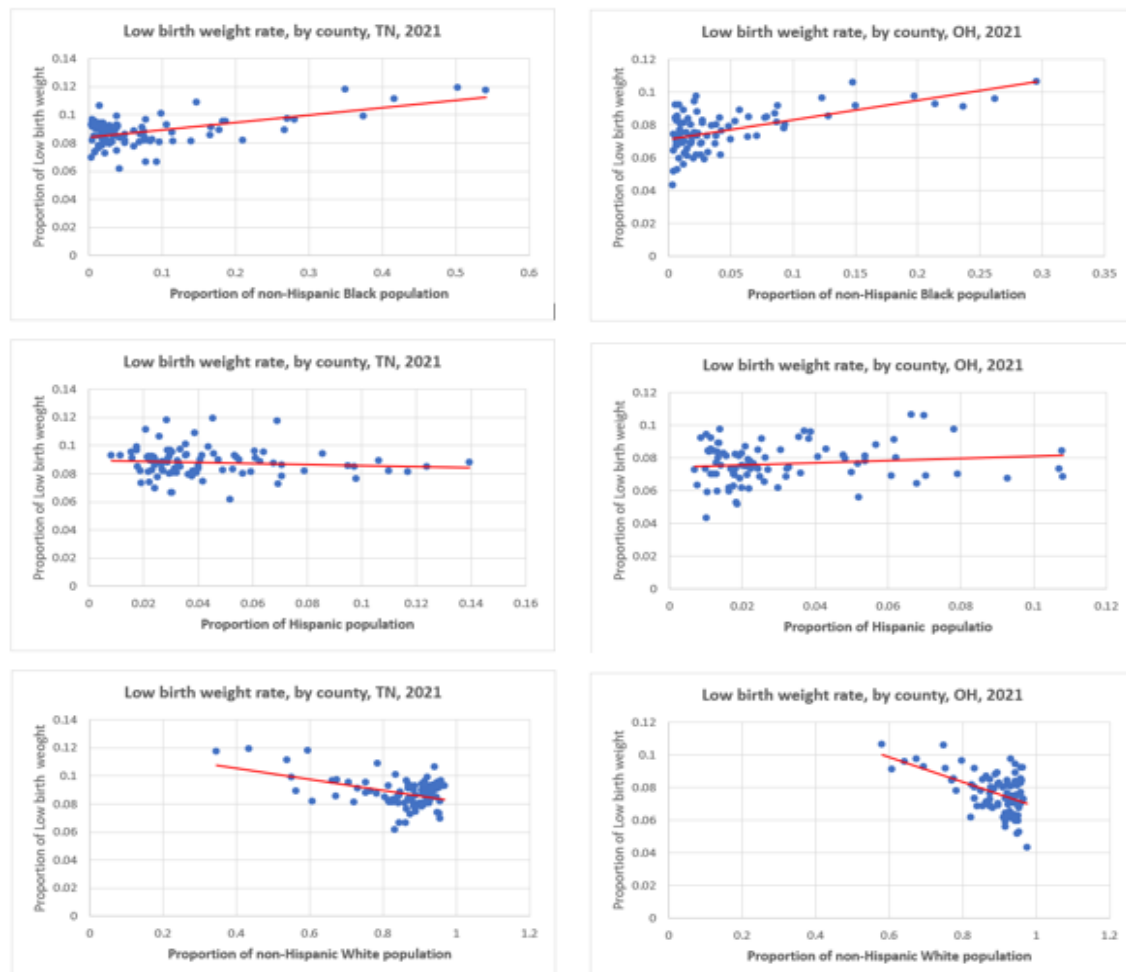 Low birth weight rate, by county, TN, 2021
Proportion of Low birth weoght
0.14
0.12
0.1
0.08
0.06
0.04
0.02
0
0 0.1 0.2 0.3 0.4 0.5 0.6
Proportion of non-Hispanic Black population
Low birth weight rate, by county, OH, 2021
Proportion of Low birth weight
0.12
0.1
0.08
0.06
0.04
0.02
0
0 0.05 0.1 0.15 0.2 0.25 0.3 0.35
Proportion of non-Hispanic Black population
Low birth weight rate, by county, TN, 2021
Proportion of Low birth weoght
0.14
0.12
0.1
0.08
0.06
0.04
0.02
0
0 0.02 0.04 0.06 0.08 0.1 0.12 0.14 0.16
Proportion of Hispanic population
Low birth weight rate, by county, OH, 2021
Proportion of Low birth weight
0.12
0.1
0.08
0.06
0.04
0.02
0
0 0.02 0.04 0.06 0.08 0.1 0.12
Proportion of Hispanic populatio
Low birth weight rate, by county, TN, 2021
Proportion of Low birth weoght
0.14
0.12
0.1
0.08
0.06
0.04
0.02
0
0 0.2 0.4 0.6 0.8 1 1.2
Proportion of non-Hispanic White population
Low birth weight rate, by county, OH, 2021
Proportion of Low birth weight
0.12
0.1
0.08
0.06
0.04
0.02
0
0 0.2 0.4 0.6 0.8 1 1.2
Proportion of non-Hispanic White population